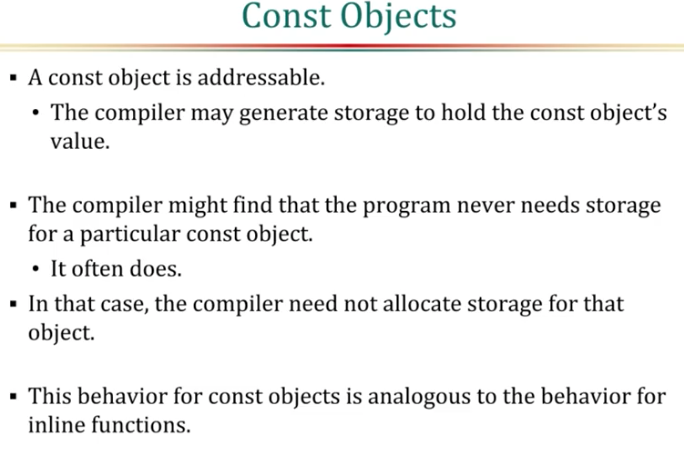 Const Objects
▪ A const object is addressable.
• The compiler may generate storage to hold the const object’s
value.
▪ The compiler might find that the program never needs storage
for a particular const object.
• It often does.
▪ In that case, the compiler need not allocate storage for that
object.
▪ This behavior for const objects is analogous to the behavior for
inline functions.